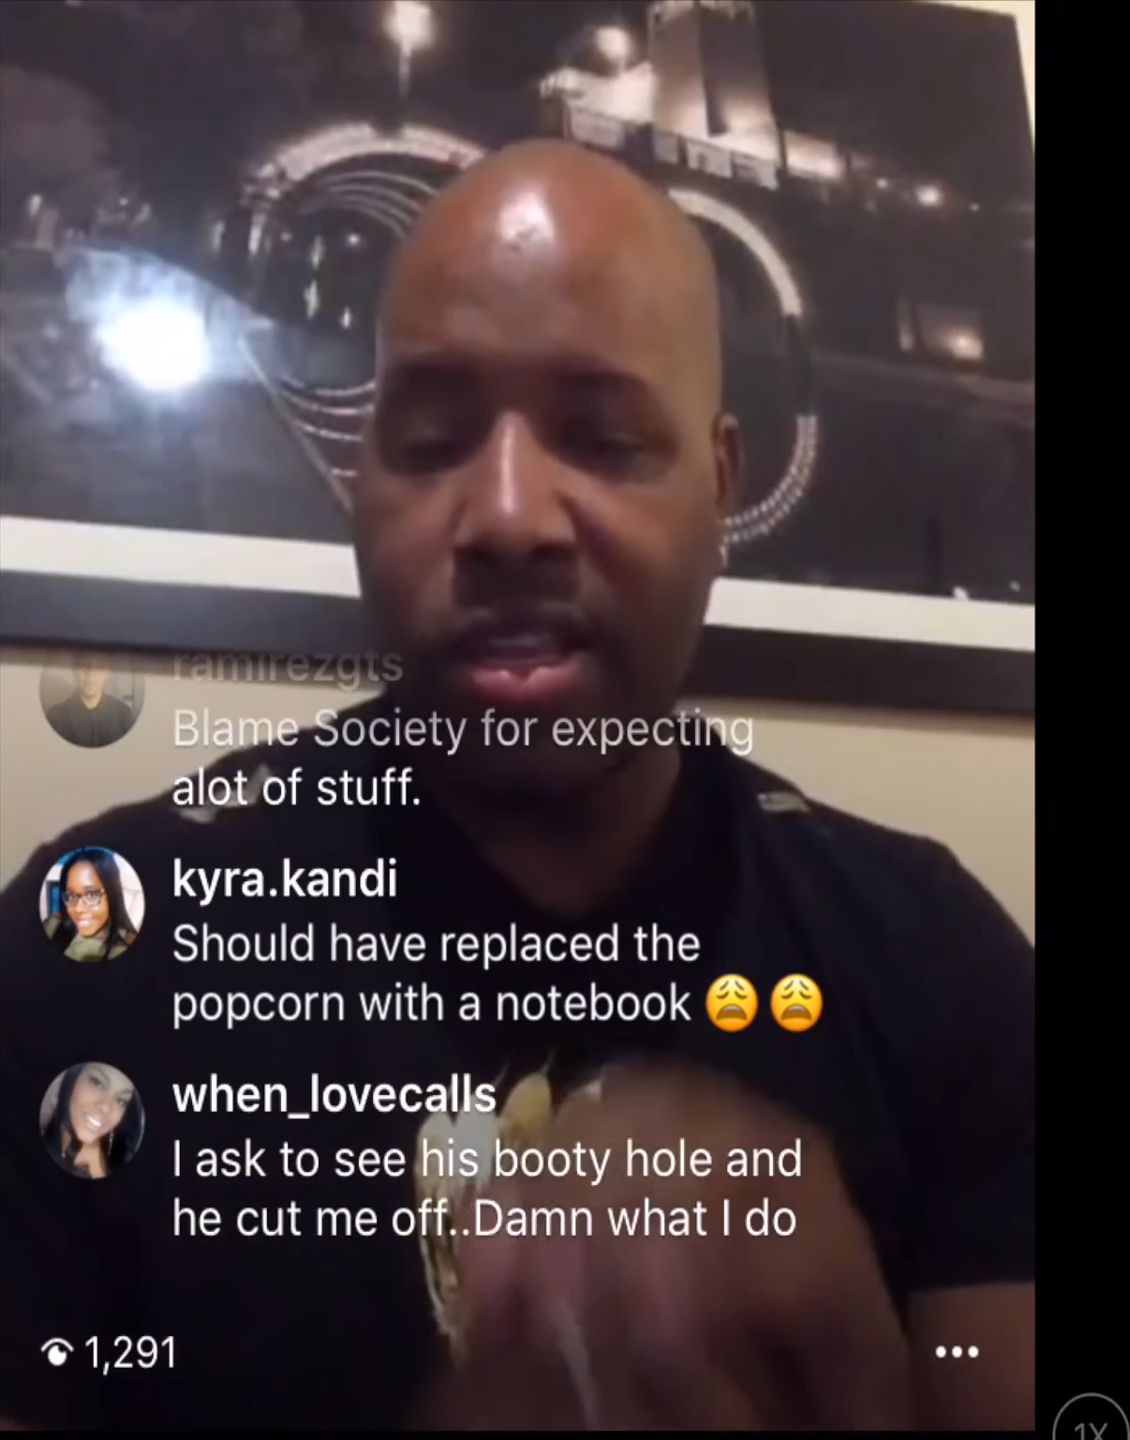 ramirezgts
Blame Society for expecting
alot of stuff.
kyra.kandi
Should have replaced the
popcorn with a notebook 😩😩
when_lovecalls
I ask to see his booty hole and
he cut me off..Damn what I do
1,291
1X